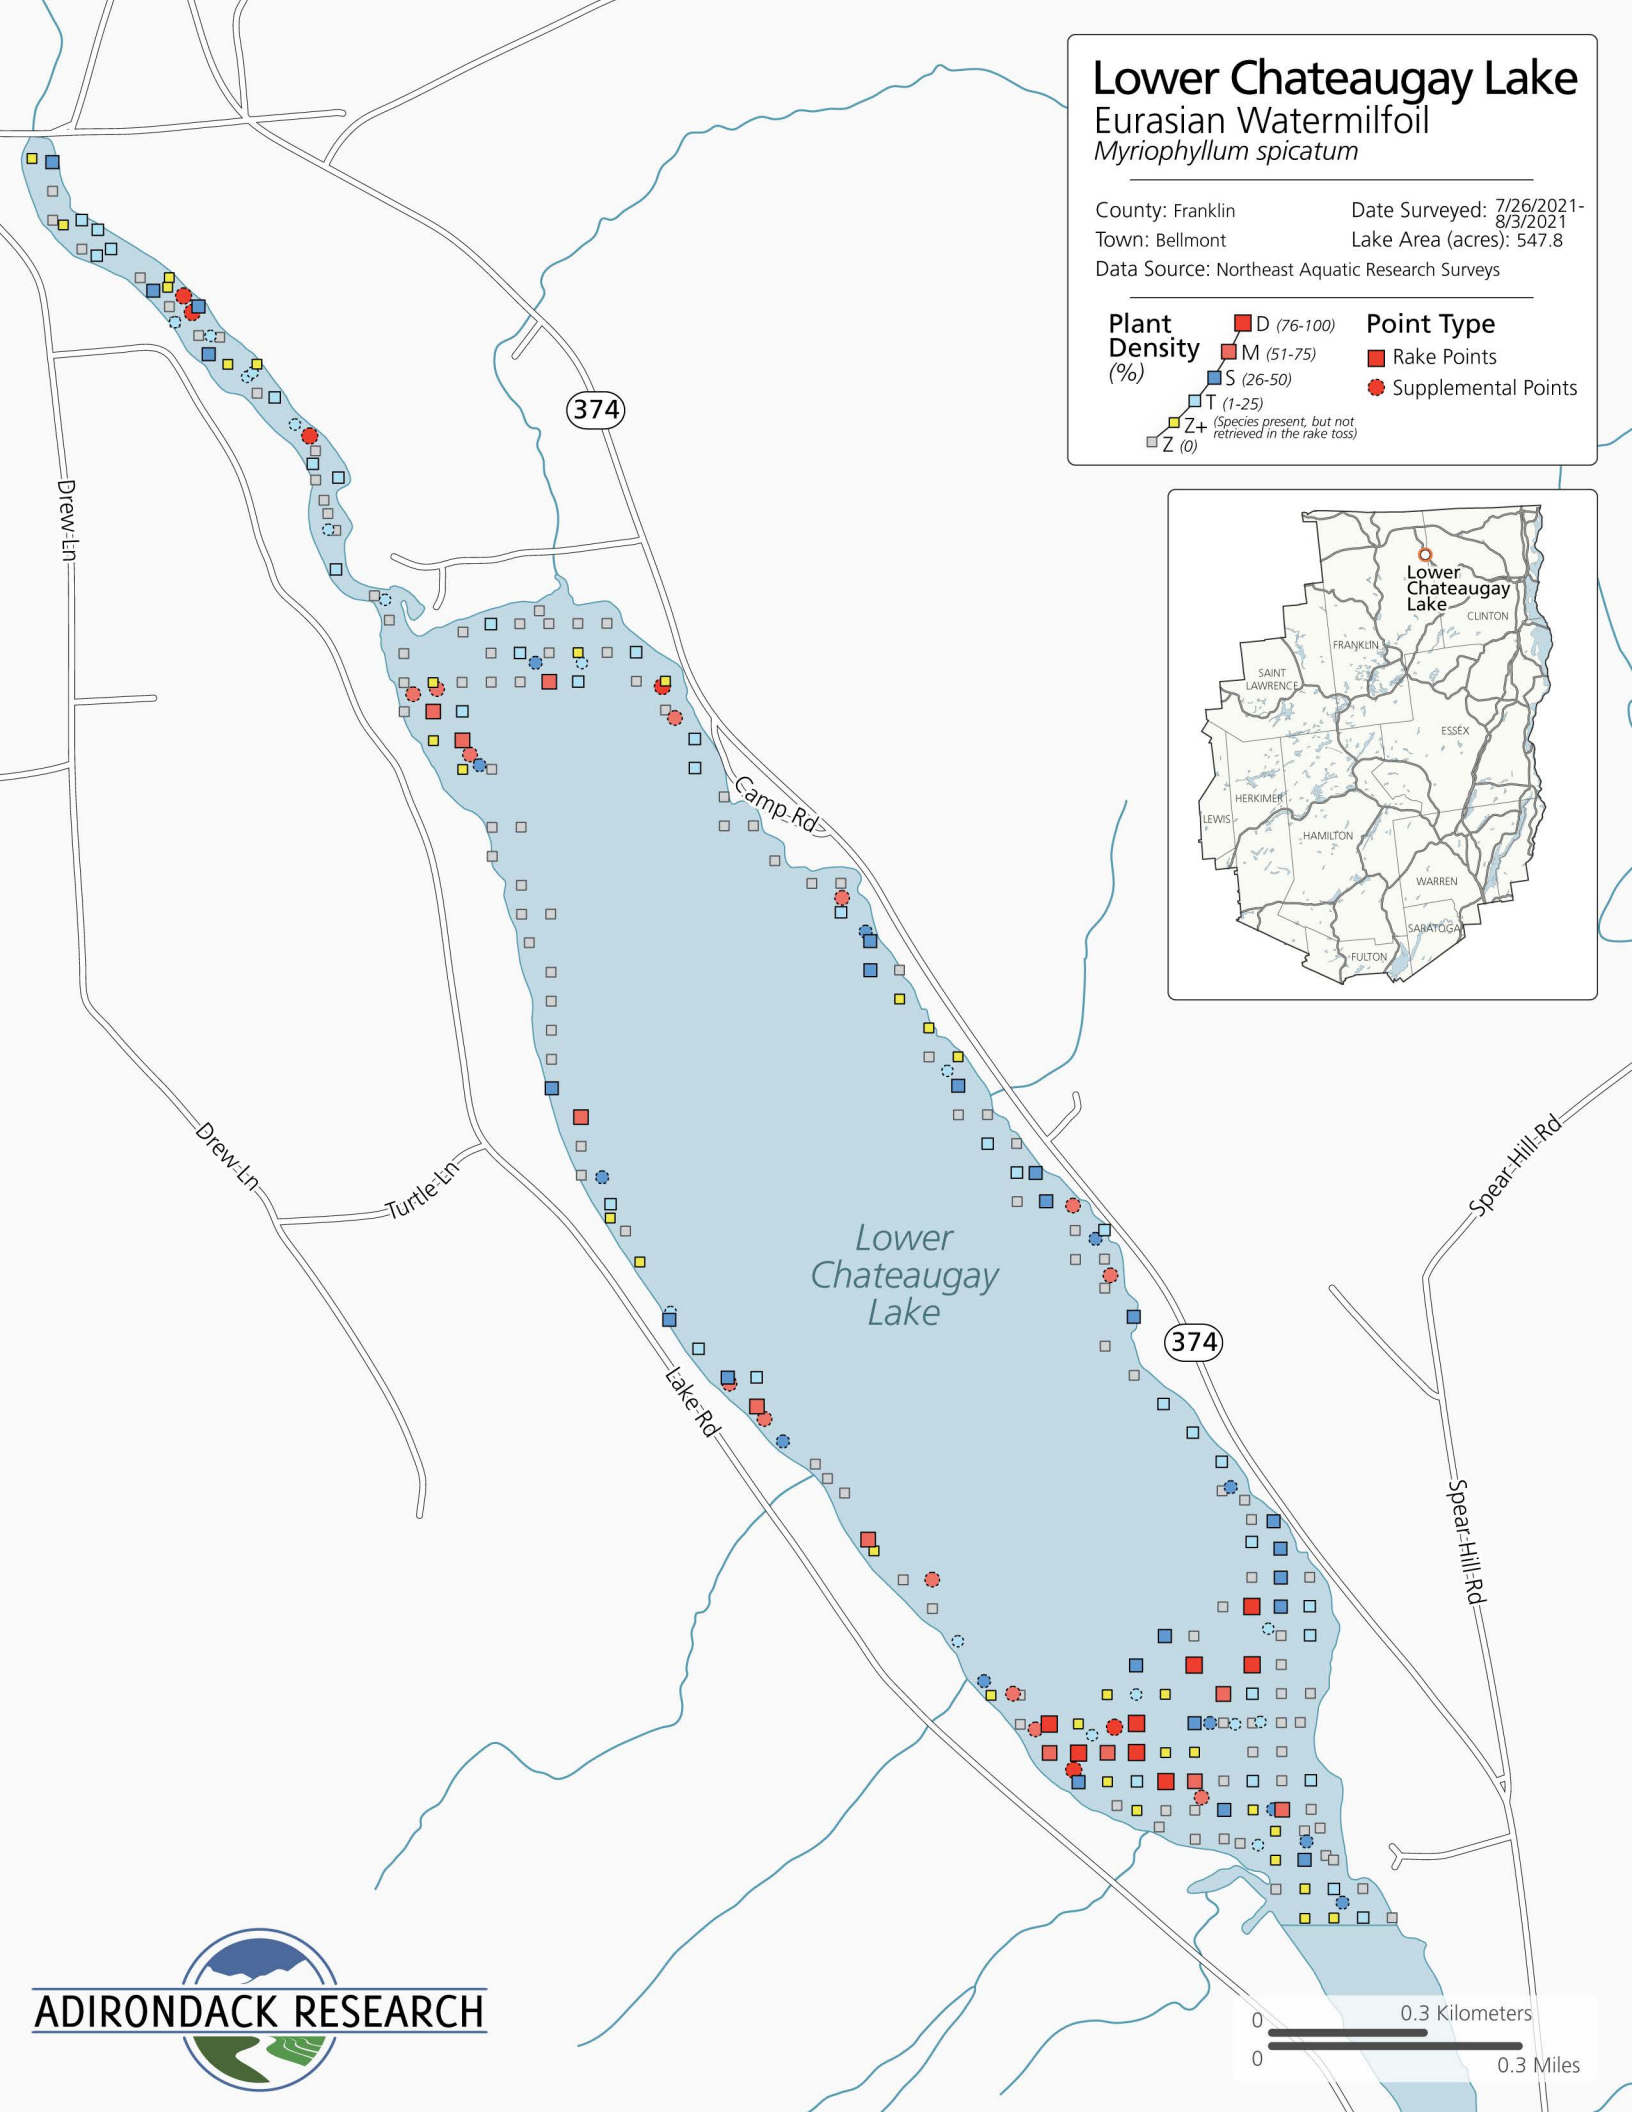 Lower Chateaugay Lake
Eurasian Watermilfoil
Myriophyllum spicatum
County: Franklin
Date Surveyed: 7/26/2021-
8/3/2021
Town: Bellmont
Lake Area (acres): 547.8
Data Source: Northeast Aquatic Research Surveys
Plant
Density
(%)
D (76-100)
M (51-75)
S (26-50)
T (1-25)
Z+ (Species present, but not
retrieved in the rake toss)
Z (0)
Point Type
Rake Points
Supplemental Points
374
Drew Ln
Lower
Chateaugay
Lake
CLINTON
FRANKLIN
SAINT
LAWRENCE
ESSEX
HERKIMER
LEWIS
HAMILTON
WARREN
SARATOGA
FULTON
Camp Rd
Drew Ln
Turtle Ln
Spear Hill Rd
Lower
Chateaugay
Lake
374
Lake Rd
Spear Hill Rd
ADIRONDACK RESEARCH
0
0.3 Kilometers
0
0.3 Miles